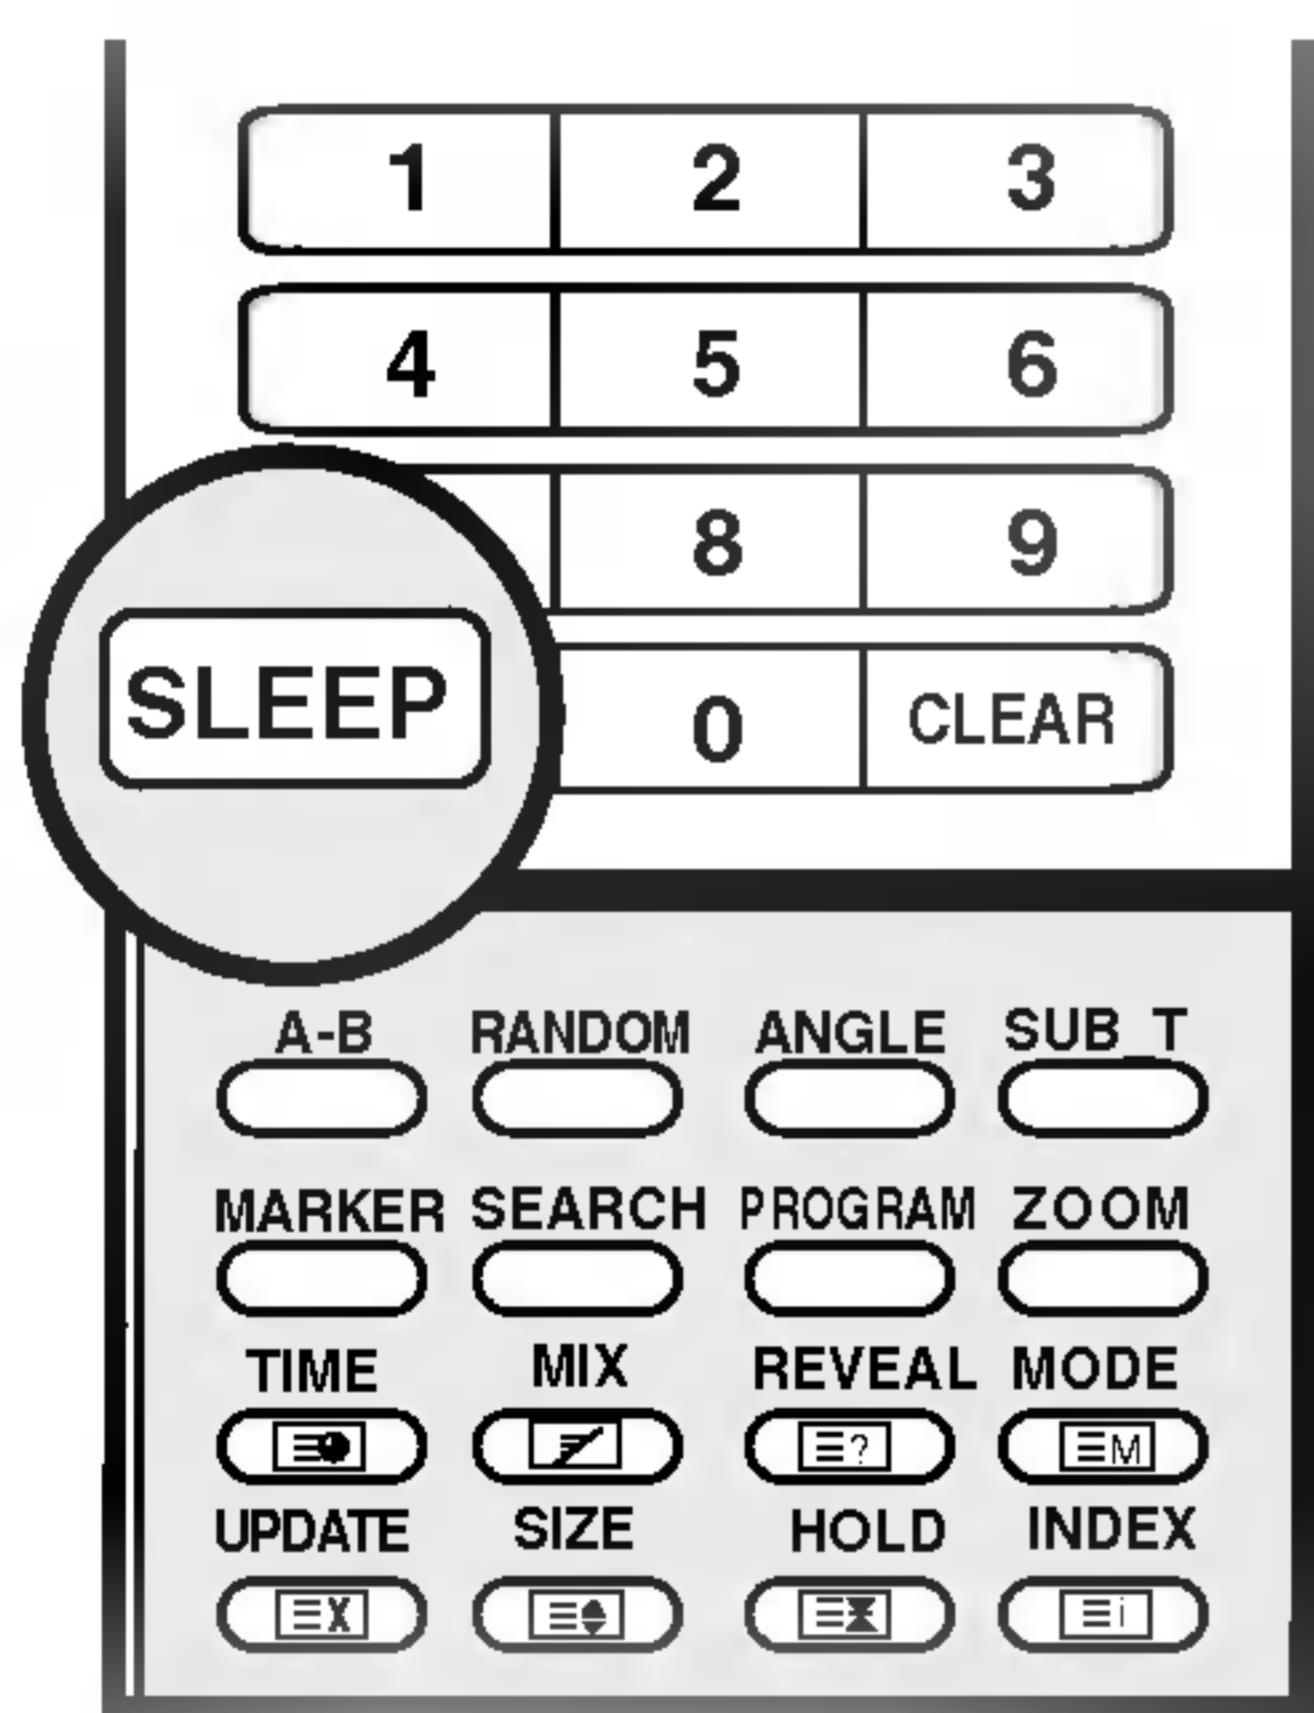 1 2 3
4 5 6
8 9
SLEEP 0 CLEAR
A-B RANDOM ANGLE SUB T
MARKER SEARCH PROGRAM ZOOM
TIME MIX REVEAL MODE
? M
UPDATE SIZE HOLD INDEX
X i